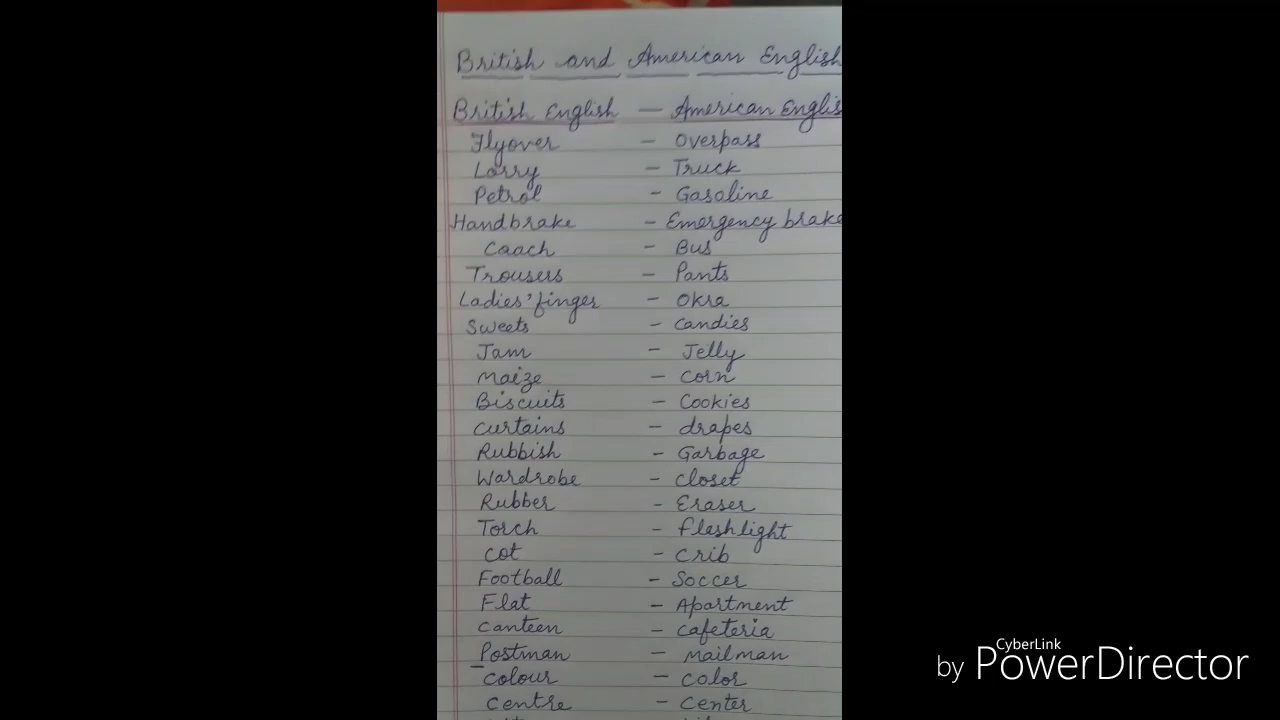 British and American English
British English — American Englis
Flyover - Overpass
Lorry - Truck
Petrol - Gasoline
Handbrake - Emergency brake
Caach - Bus
Trousers - Pants
Ladies' finger - Okra
Sweets - Candies
Jam - Jelly
Maize - Corn
Biscuits - Cookies
Curtains - drapes
Rubbish - Garbage
Wardrobe - Closet
Rubber - Eraser
Torch - fleshlight
Cot - Crib
Football - Soccer
Flat - Apartment
Canteen - Cafeteria
Postman - Mailman
Colour - Color
Centre - Center
CyberLink
by PowerDirector